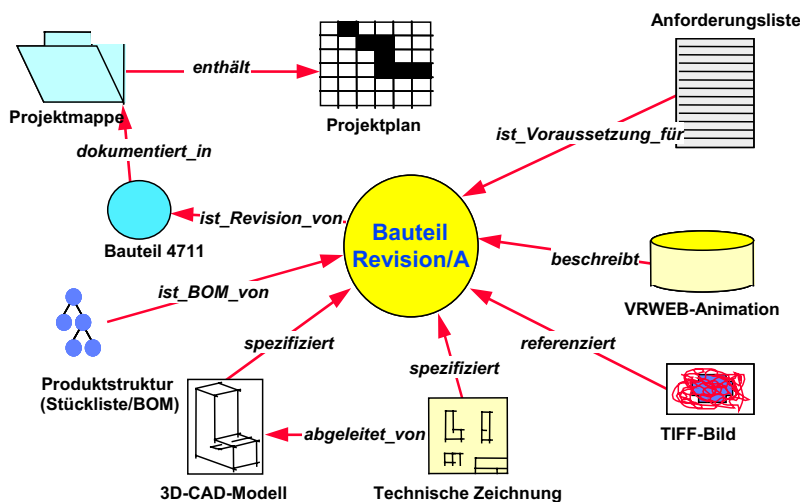 Anforderungsliste
enthält
Projektmappe
Projektplan
ist_Voraussetzung_für
dokumentiert_in
ist_Revision_von
Bauteil
Revision/A
Bauteil 4711
beschreibt
ist_BOM_von
VRWEB-Animation
spezifiziert
referenziert
spezifiziert
Produktstruktur
(Stückliste/BOM)
abgeleitet_von
TIFF-Bild
3D-CAD-Modell
Technische Zeichnung